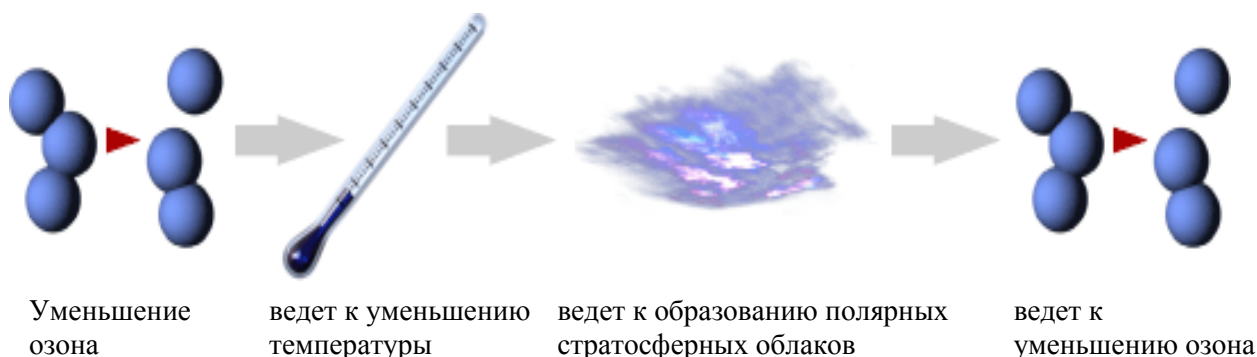 Уменьшение
озона
ведет к уменьшению
температуры
ведет к образованию полярных
стратосферных облаков
ведет к
уменьшению озона